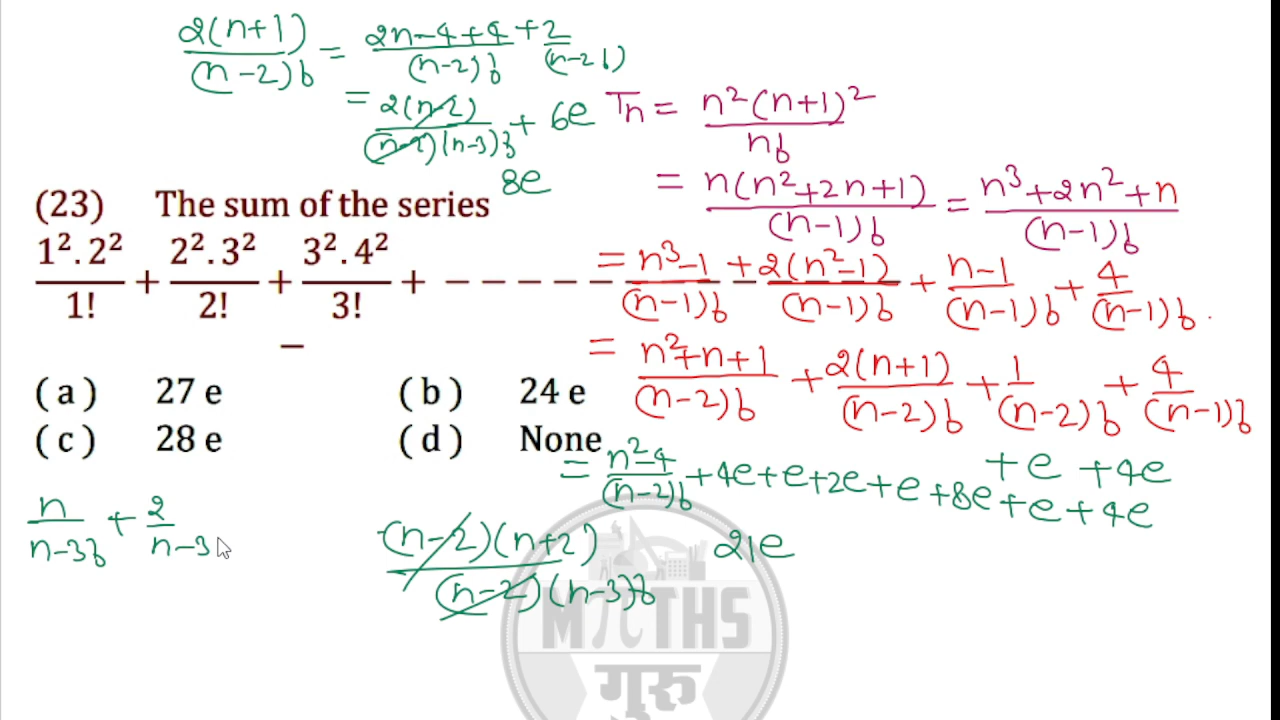 2(n+1)/(n-2)! = 2n-4+4/(n-2)! + 2/(n-2!)
= 2(n-2)/(n-2)(n-3)! + 6e
8e
Tn = n²(n+1)²/n!
= n(n²+2n+1)/(n-1)! = n³+2n²+n/(n-1)!
(23) The sum of the series
1².2²/1! + 2².3²/2! + 3².4²/3! + - - - - - - - -
(a) 27 e (b) 24 e
(c) 28 e (d) None
= n³-1/(n-1)! + 2(n²-1)/(n-1)! + n-1/(n-1)! + 4/(n-1)!.
= n²+n+1/(n-2)! + 2(n+1)/(n-2)! + 1/(n-2)! + 4/(n-1)!
+e +4e
= n²-4/(n-2)! + 4e+e+2e+e+8e+e+4e
n/n-3! + 2/n-3
(n-2)(n+2)/(n-2)(n-3)!
21e
MπTHS
गुरु